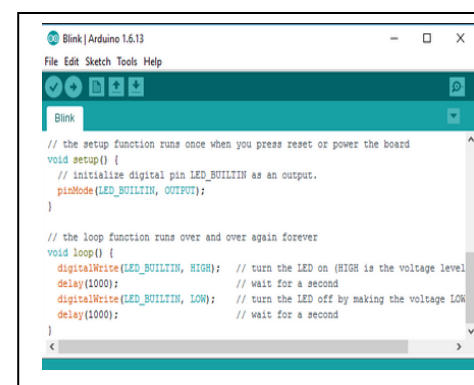 Blink | Arduino 1.6.13
File Edit Sketch Tools Help
Blink
// the setup function runs once when you press reset or power the board
void setup() {
  // initialize digital pin LED_BUILTIN as an output.
  pinMode(LED_BUILTIN, OUTPUT);
}

// the loop function runs over and over again forever
void loop() {
  digitalWrite(LED_BUILTIN, HIGH);   // turn the LED on (HIGH is the voltage level
  delay(1000);                       // wait for a second
  digitalWrite(LED_BUILTIN, LOW);    // turn the LED off by making the voltage LOW
  delay(1000);                       // wait for a second
}